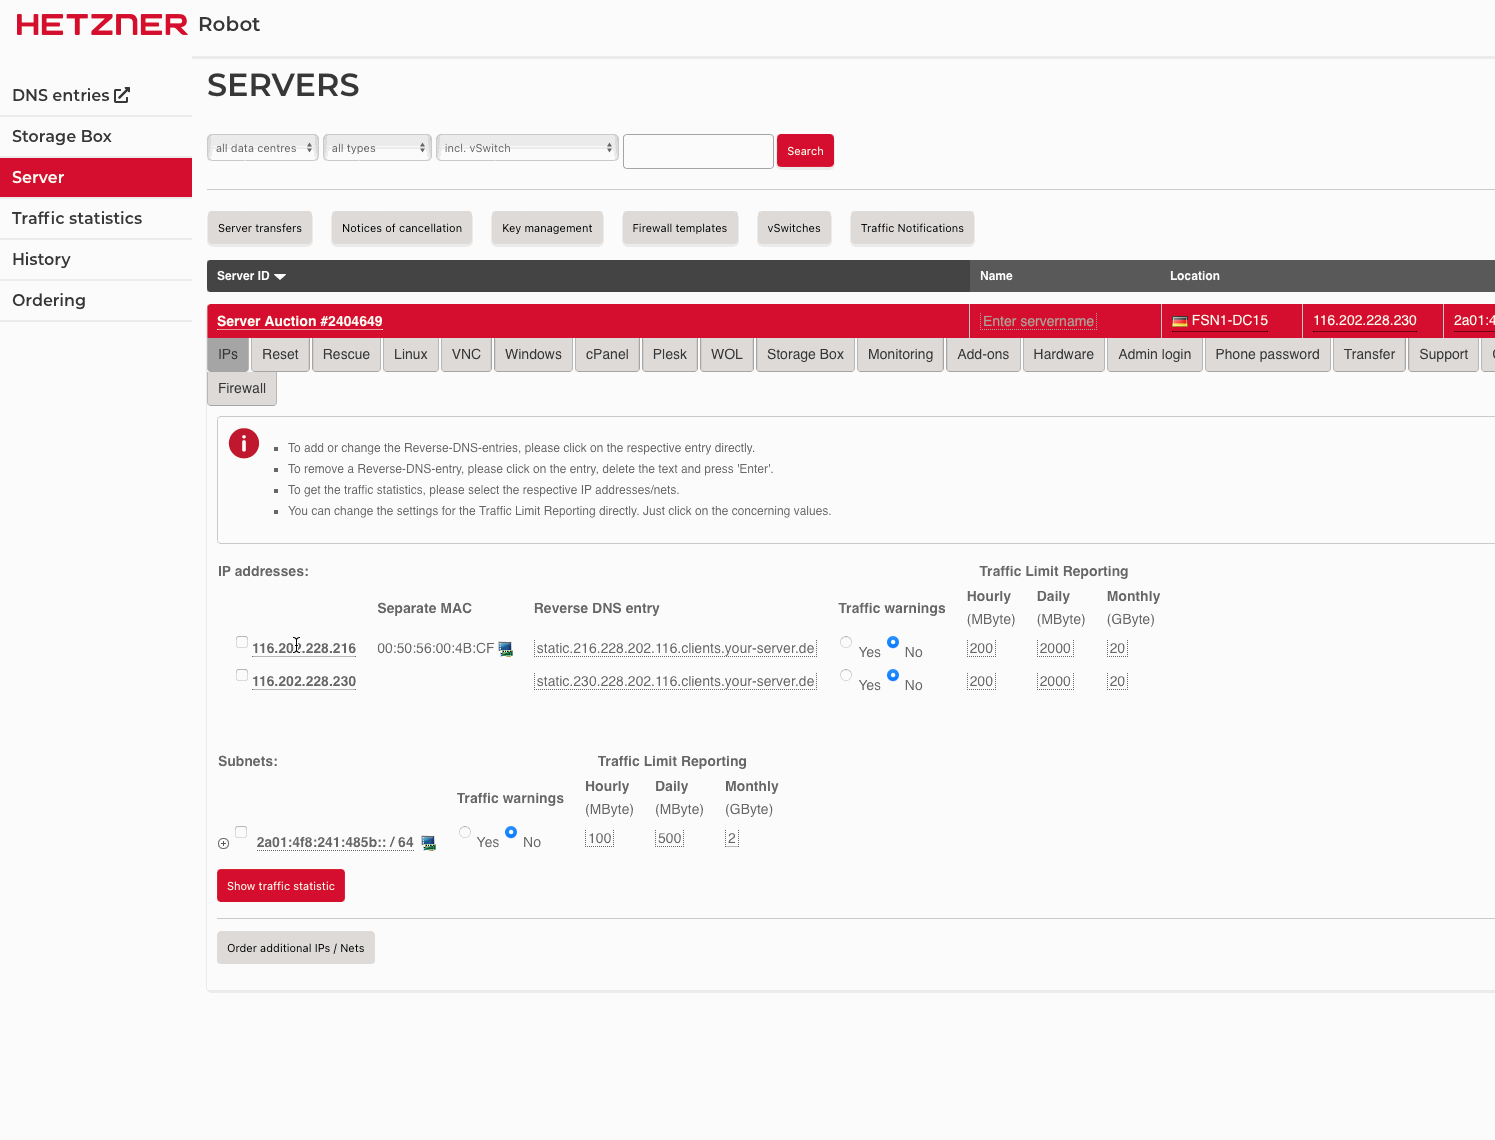 HETZNER Robot
DNS entries
Storage Box
Server
Traffic statistics
History
Ordering
SERVERS
all data centres all types incl. vSwitch Search
Server transfers Notices of cancellation Key management Firewall templates vSwitches Traffic Notifications
Server ID Name Location
Server Auction #2404649 Enter servername FSN1-DC15 116.202.228.230 2a01:4
IPs Reset Rescue Linux VNC Windows cPanel Plesk WOL Storage Box Monitoring Add-ons Hardware Admin login Phone password Transfer Support
Firewall
To add or change the Reverse-DNS-entries, please click on the respective entry directly.
To remove a Reverse-DNS-entry, please click on the entry, delete the text and press 'Enter'.
To get the traffic statistics, please select the respective IP addresses/nets.
You can change the settings for the Traffic Limit Reporting directly. Just click on the concerning values.
IP addresses: Traffic Limit Reporting
Separate MAC Reverse DNS entry Traffic warnings Hourly Daily Monthly
(MByte) (MByte) (GByte)
116.202.228.216 00:50:56:00:4B:CF static.216.228.202.116.clients.your-server.de Yes No 200 2000 20
116.202.228.230 static.230.228.202.116.clients.your-server.de Yes No 200 2000 20
Subnets: Traffic Limit Reporting
Traffic warnings Hourly Daily Monthly
(MByte) (MByte) (GByte)
2a01:4f8:241:485b:: / 64 Yes No 100 500 2
Show traffic statistic
Order additional IPs / Nets